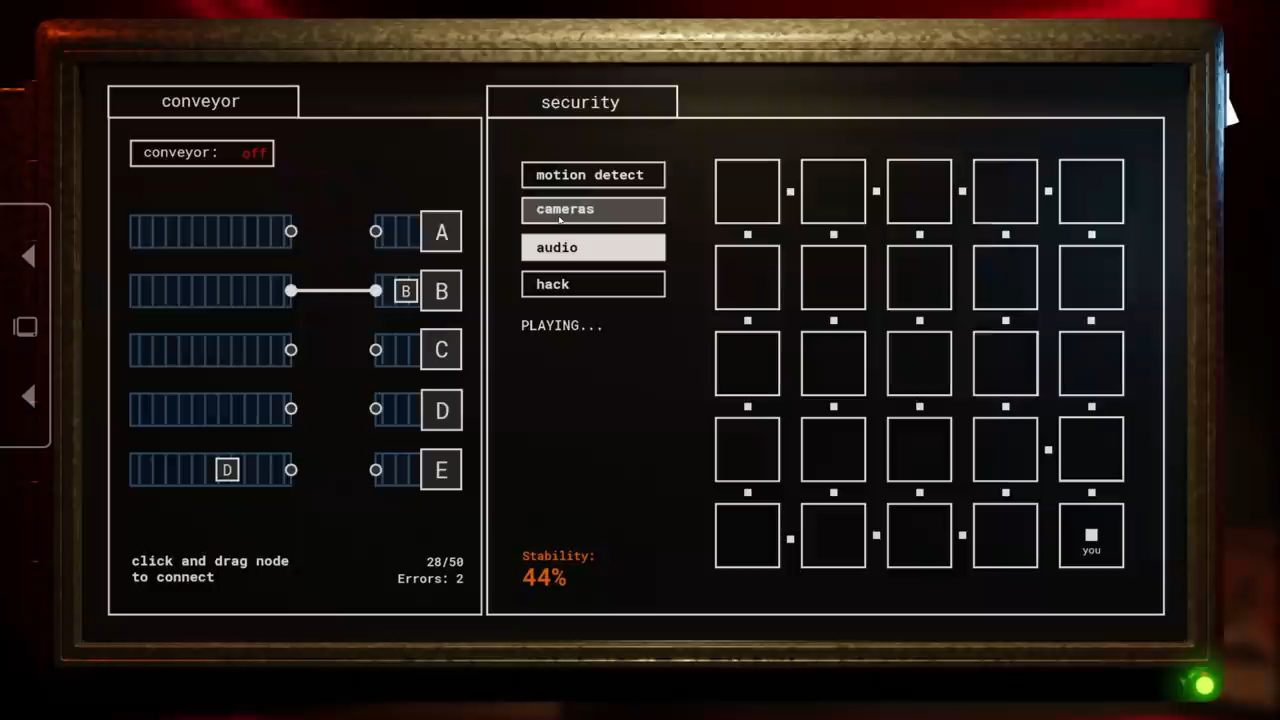 conveyor
conveyor: off
A
B B
C
D
D E
click and drag node
to connect
28/50
Errors: 2
security
motion detect
cameras
audio
hack
PLAYING...
Stability:
44%
you